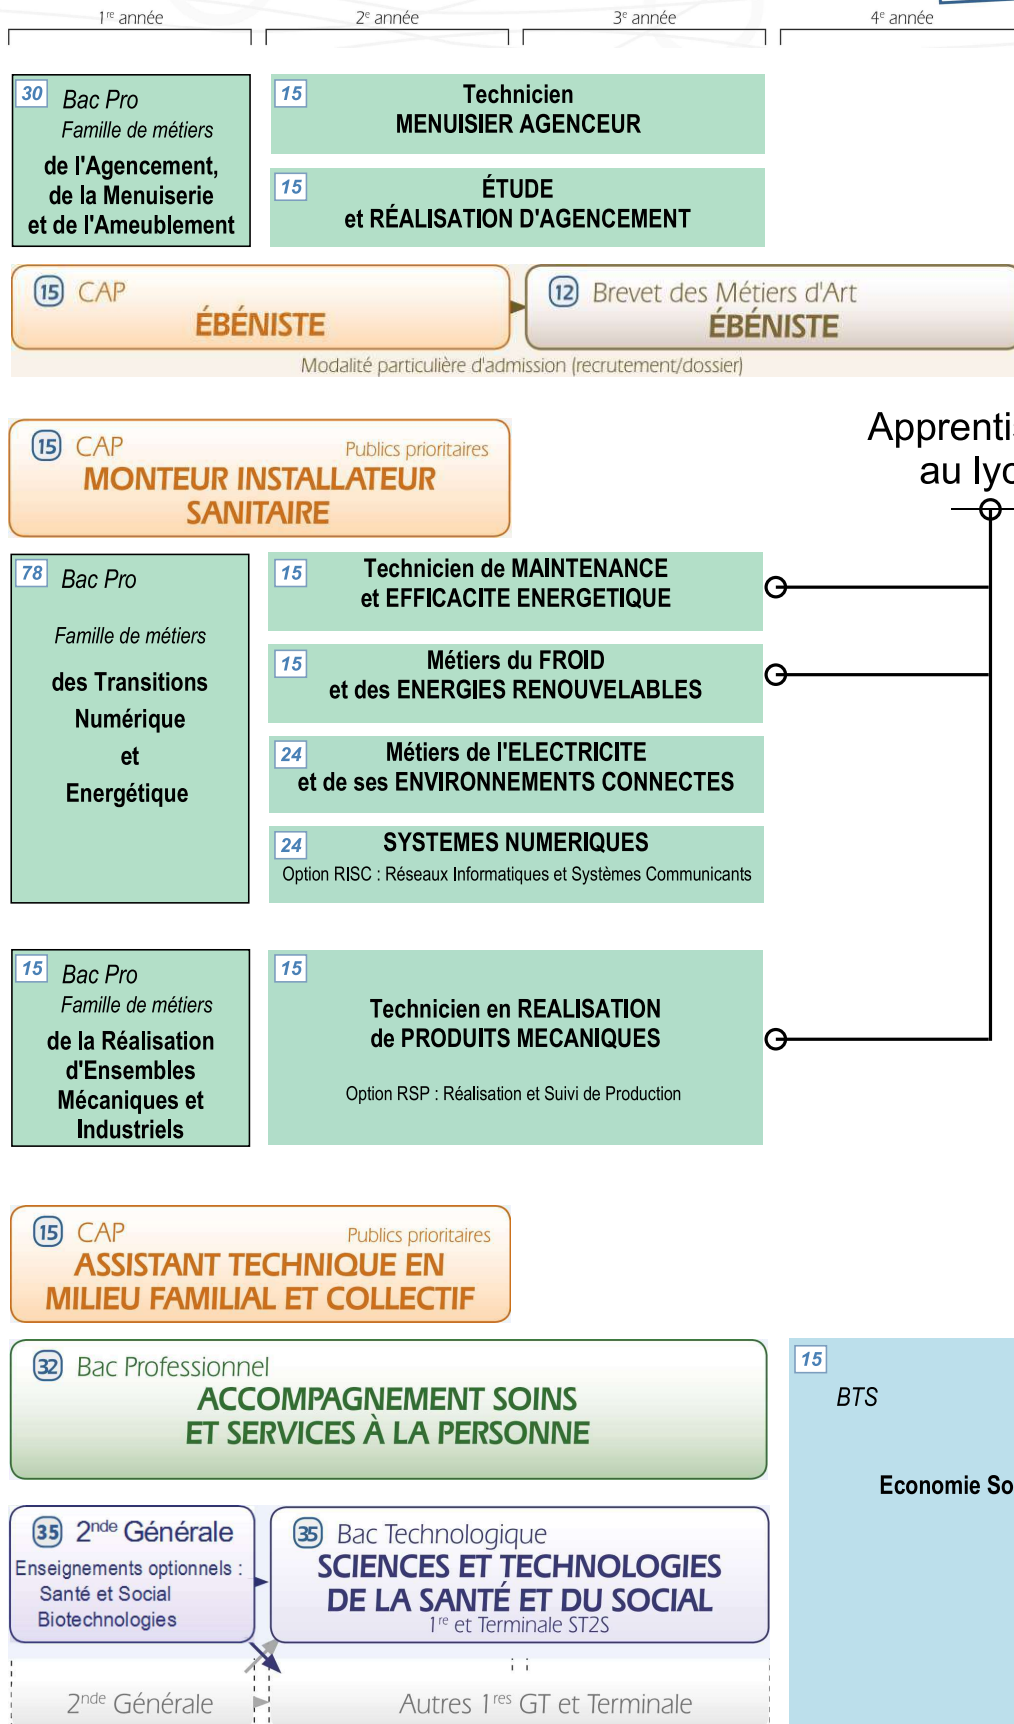 1re année
2e année
3e année
4e année
30
Bac Pro
Famille de métiers
de l'Agencement,
de la Menuiserie
et de l'Ameublement
15
Technicien
MENUISIER AGENCEUR
15
ÉTUDE
et RÉALISATION D'AGENCEMENT
15 CAP
ÉBÉNISTE
12 Brevet des Métiers d'Art
ÉBÉNISTE
Modalité particulière d'admission (recrutement/dossier)
15 CAP
Publics prioritaires
MONTEUR INSTALLATEUR
SANITAIRE
Apprentis
au lyc
78
Bac Pro
Famille de métiers
des Transitions
Numérique
et
Energétique
15
Technicien de MAINTENANCE
et EFFICACITE ENERGETIQUE
15
Métiers du FROID
et des ENERGIES RENOUVELABLES
24
Métiers de l'ELECTRICITE
et de ses ENVIRONNEMENTS CONNECTES
24
SYSTEMES NUMERIQUES
Option RISC : Réseaux Informatiques et Systèmes Communicants
15
Bac Pro
Famille de métiers
de la Réalisation
d'Ensembles
Mécaniques et
Industriels
15
Technicien en REALISATION
de PRODUITS MECANIQUES
Option RSP : Réalisation et Suivi de Production
15 CAP
Publics prioritaires
ASSISTANT TECHNIQUE EN
MILIEU FAMILIAL ET COLLECTIF
32 Bac Professionnel
ACCOMPAGNEMENT SOINS
ET SERVICES À LA PERSONNE
15
BTS
Economie So
35 2nde Générale
Enseignements optionnels :
Santé et Social
Biotechnologies
35 Bac Technologique
SCIENCES ET TECHNOLOGIES
DE LA SANTÉ ET DU SOCIAL
1re et Terminale ST2S
2nde Générale
Autres 1res GT et Terminale